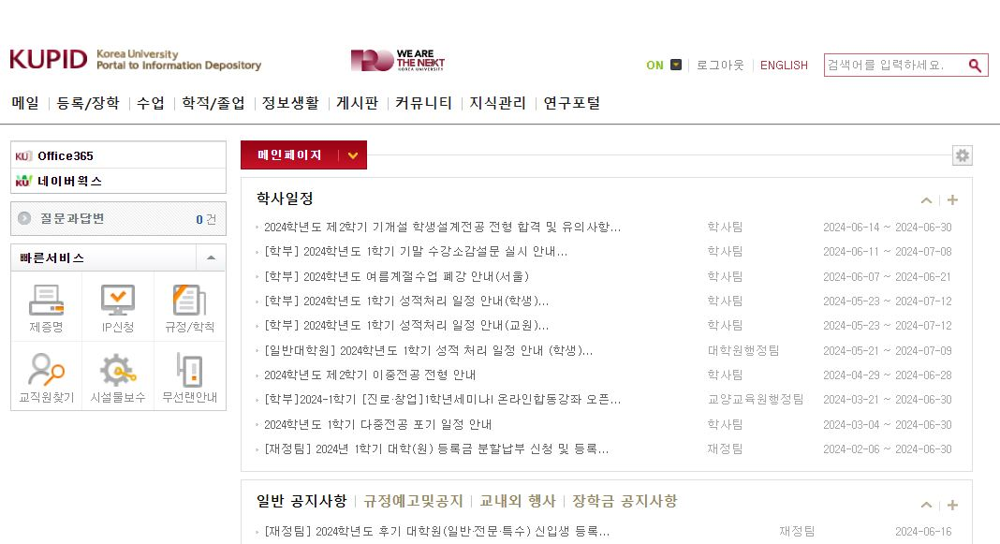 KUPID Korea University Portal to Information Depository
WE ARE THE NEXT KOREA UNIVERSITY
ON 로그아웃 ENGLISH 검색어를 입력하세요.
메일 등록/장학 수업 학적/졸업 정보생활 게시판 커뮤니티 지식관리 연구포털
KU Office365
KU 네이버웍스
질문과답변 0 건
빠른서비스
제증명 IP신청 규정/학칙
교직원찾기 시설물보수 무선랜안내
메인페이지
학사일정
2024학년도 제2학기 기개설 학생설계전공 전형 합격 및 유의사항... 학사팀 2024-06-14 ~ 2024-06-30
[학부] 2024학년도 1학기 기말 수강소감설문 실시 안내... 학사팀 2024-06-11 ~ 2024-07-08
[학부] 2024학년도 여름계절수업 폐강 안내(서울) 학사팀 2024-06-07 ~ 2024-06-21
[학부] 2024학년도 1학기 성적처리 일정 안내(학생)... 학사팀 2024-05-23 ~ 2024-07-12
[학부] 2024학년도 1학기 성적처리 일정 안내(교원)... 학사팀 2024-05-23 ~ 2024-07-12
[일반대학원] 2024학년도 1학기 성적 처리 일정 안내 (학생)... 대학원행정팀 2024-05-21 ~ 2024-07-09
2024학년도 제2학기 이중전공 전형 안내 학사팀 2024-04-29 ~ 2024-06-28
[학부]2024-1학기 [진로·창업]1학년세미나I 온라인합동강좌 오픈... 교양교육원행정팀 2024-03-21 ~ 2024-06-30
2024학년도 1학기 다중전공 포기 일정 안내 학사팀 2024-03-04 ~ 2024-06-30
[재정팀] 2024년 1학기 대학(원) 등록금 분할납부 신청 및 등록... 재정팀 2024-02-06 ~ 2024-06-30
일반 공지사항 규정예고및공지 교내외 행사 장학금 공지사항
[재정팀] 2024학년도 후기 대학원(일반·전문·특수) 신입생 등록... 재정팀 2024-06-16